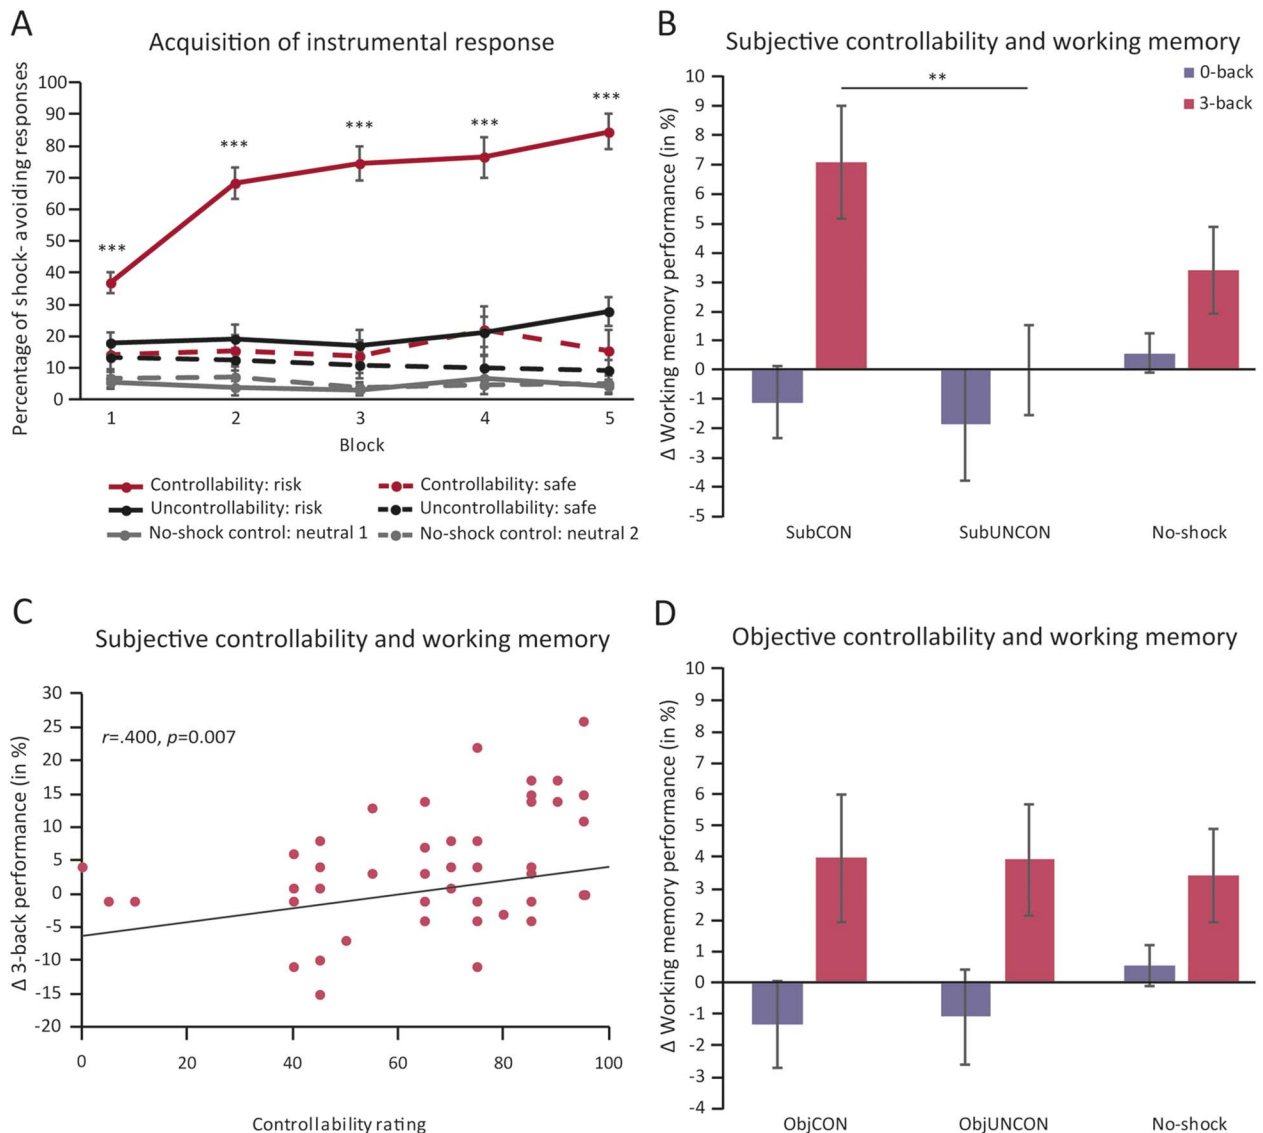 A
Acquisition of instrumental response
Percentage of shock- avoiding responses
100
90
80
70
60
50
40
30
20
10
0
***
***
***
***
***
1 2 3 4 5
Block
Controllability: risk Controllability: safe
Uncontrollability: risk Uncontrollability: safe
No-shock control: neutral 1 No-shock control: neutral 2
B
Subjective controllability and working memory
0-back
3-back
**
Δ Working memory performance (in %)
10
9
8
7
6
5
4
3
2
1
0
-1
-2
-3
-4
-5
SubCON SubUNCON No-shock
C
Subjective controllability and working memory
r=.400, p=0.007
Δ 3-back performance (in %)
30
25
20
15
10
5
0
-5
-10
-15
-20
0 20 40 60 80 100
Controllability rating
D
Objective controllability and working memory
Δ Working memory performance (in %)
10
9
8
7
6
5
4
3
2
1
0
-1
-2
-3
-4
ObjCON ObjUNCON No-shock